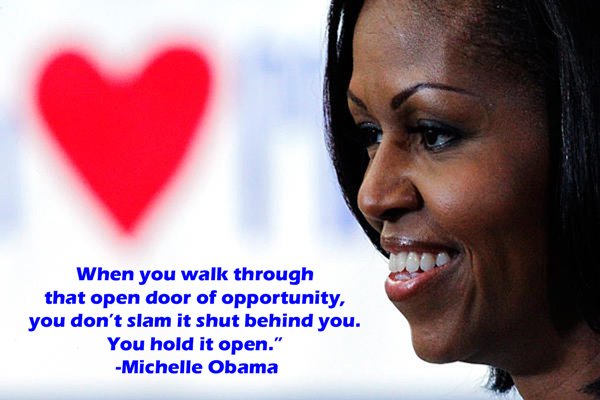 When you walk through
that open door of opportunity,
you don't slam it shut behind you.
You hold it open.”
-Michelle Obama